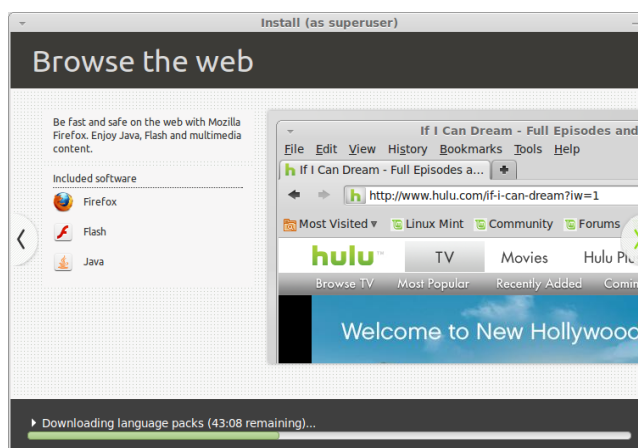 Install (as superuser)
Browse the web
Be fast and safe on the web with Mozilla
Firefox. Enjoy Java, Flash and multimedia
content.
Included software
Firefox
Flash
Java
If I Can Dream - Full Episodes and
File Edit View History Bookmarks Tools Help
h If I Can Dream - Full Episodes a...
h http://www.hulu.com/if-i-can-dream?iw=1
Most Visited Linux Mint Community Forums
hulu™ TV Movies Hulu
Browse TV Most Popular Recently Added
Welcome to New Hollywood
Downloading language packs (43:08 remaining)...